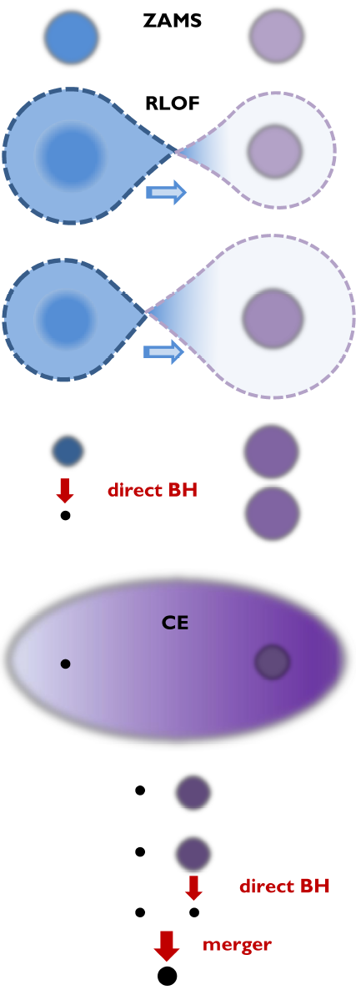 ZAMS
RLOF
direct BH
CE
direct BH
merger